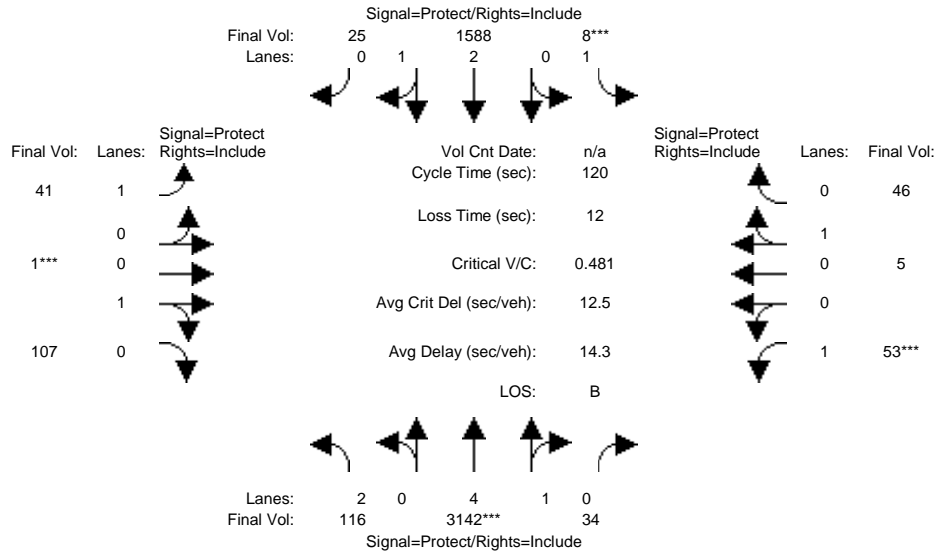 Signal=Protect/Rights=Include
Final Vol: 25 1588 8***
Lanes: 0 1 2 0 1
Signal=Protect Signal=Protect
Final Vol: Lanes: Rights=Include Vol Cnt Date: n/a Rights=Include Lanes: Final Vol:
Cycle Time (sec): 120
41 1 0 46
Loss Time (sec): 12
0 1
1*** 0 Critical V/C: 0.481 0 5
1 Avg Crit Del (sec/veh): 12.5 0
107 0 Avg Delay (sec/veh): 14.3 1 53***
LOS: B
Lanes: 2 0 4 1 0
Final Vol: 116 3142*** 34
Signal=Protect/Rights=Include